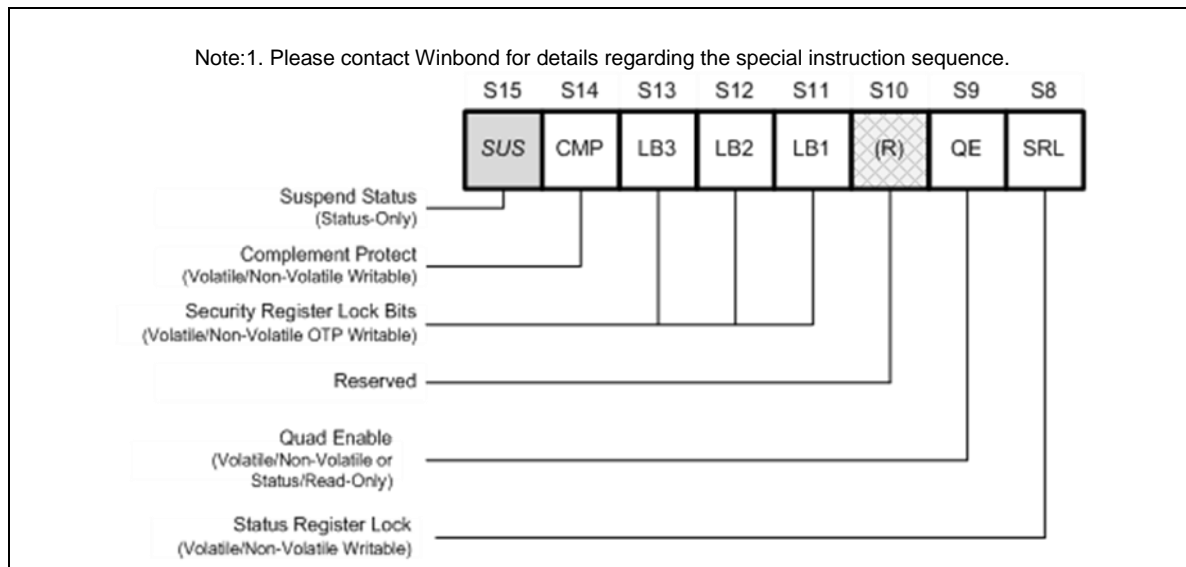 Note:1. Please contact Winbond for details regarding the special instruction sequence.
S15 S14 S13 S12 S11 S10 S9 S8
SUS CMP LB3 LB2 LB1 (R) QE SRL
Suspend Status
(Status-Only)
Complement Protect
(Volatile/Non-Volatile Writable)
Security Register Lock Bits
(Volatile/Non-Volatile OTP Writable)
Reserved
Quad Enable
(Volatile/Non-Volatile or
Status/Read-Only)
Status Register Lock
(Volatile/Non-Volatile Writable)